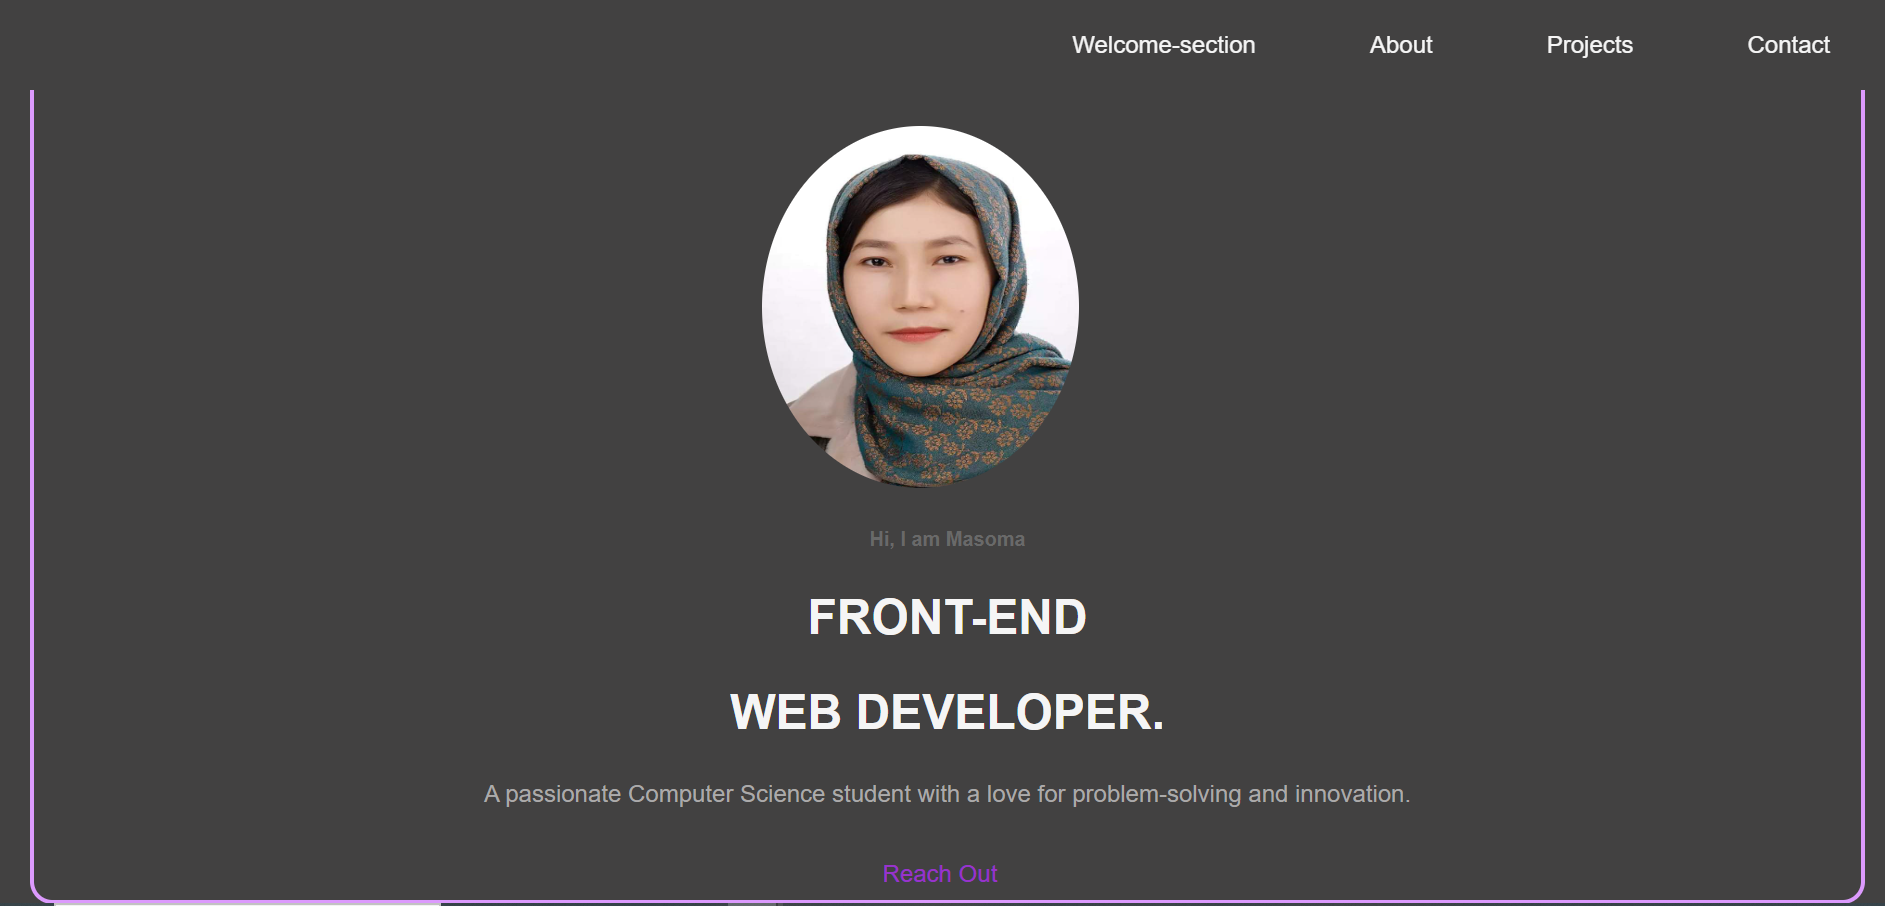 Welcome-section About Projects Contact
Hi, I am Masoma
FRONT-END
WEB DEVELOPER.
A passionate Computer Science student with a love for problem-solving and innovation.
Reach Out